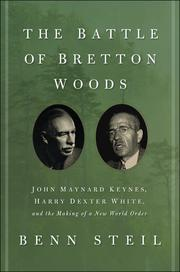 THE BATTLE OF
BRETTON
WOODS
JOHN MAYNARD KEYNES,
HARRY DEXTER WHITE,
and the MAKING of a NEW WORLD ORDER
BENN STEIL